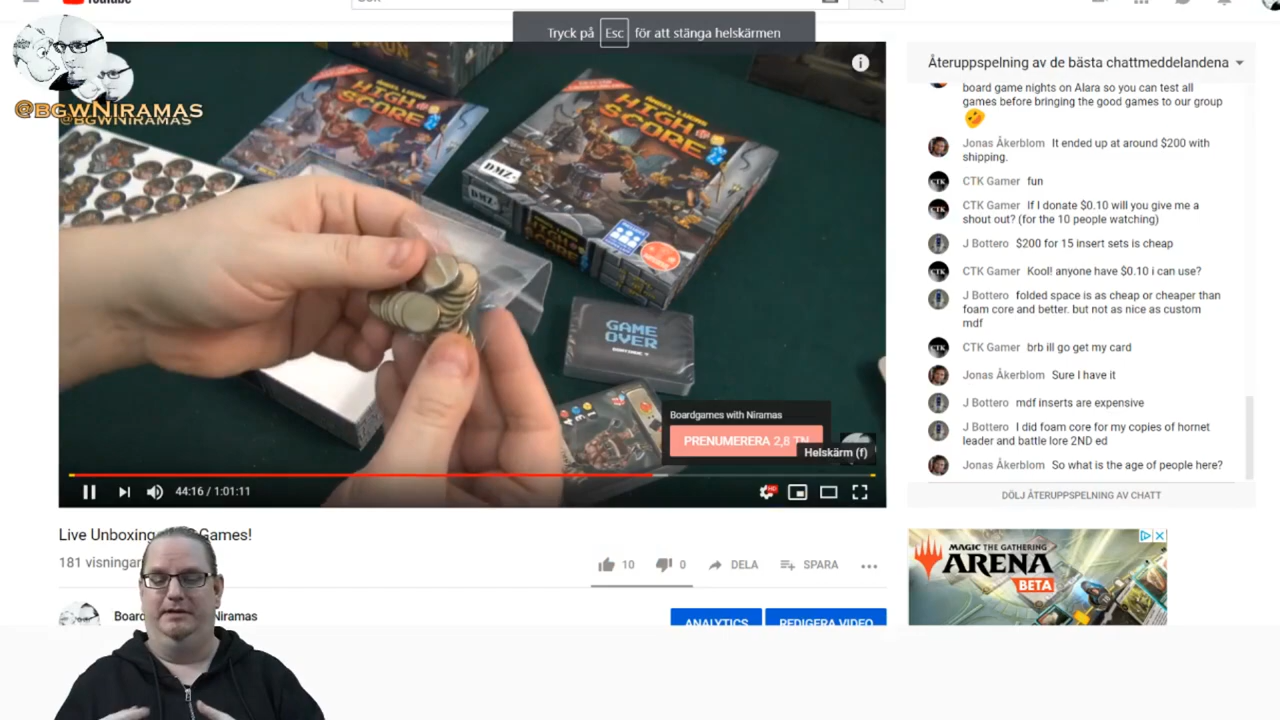 Tryck på Esc för att stänga helskärmen
@BGWNIRAMAS
@BGWNIRAMAS
HIGH
SCORE
ARIEL LUDENS
HIGH
SCORE
DMZ
GAME
OVER
Boardgames with Niramas
PRENUMERERA 2,8 TN
Helskärm (f)
44:16 / 1:01:11
HD
Live Unboxing
Games!
181 visningar
10
0
DELA
SPARA
Board
Niramas
ANALYTICS
REDIGERA VIDEO
Återuppspelning av de bästa chattmeddelandena
board game nights on Alara so you can test all
games before bringing the good games to our group
Jonas Åkerblom It ended up at around $200 with
shipping.
CTK Gamer fun
CTK Gamer If I donate $0.10 will you give me a
shout out? (for the 10 people watching)
J Bottero $200 for 15 insert sets is cheap
CTK Gamer Kool! anyone have $0.10 i can use?
J Bottero folded space is as cheap or cheaper than
foam core and better. but not as nice as custom
mdf
CTK Gamer brb ill go get my card
Jonas Åkerblom Sure I have it
J Bottero mdf inserts are expensive
J Bottero I did foam core for my copies of hornet
leader and battle lore 2ND ed
Jonas Åkerblom So what is the age of people here?
DÖLJ ÅTERUPPSPELNING AV CHATT
MAGIC THE GATHERING
ARENA
BETA